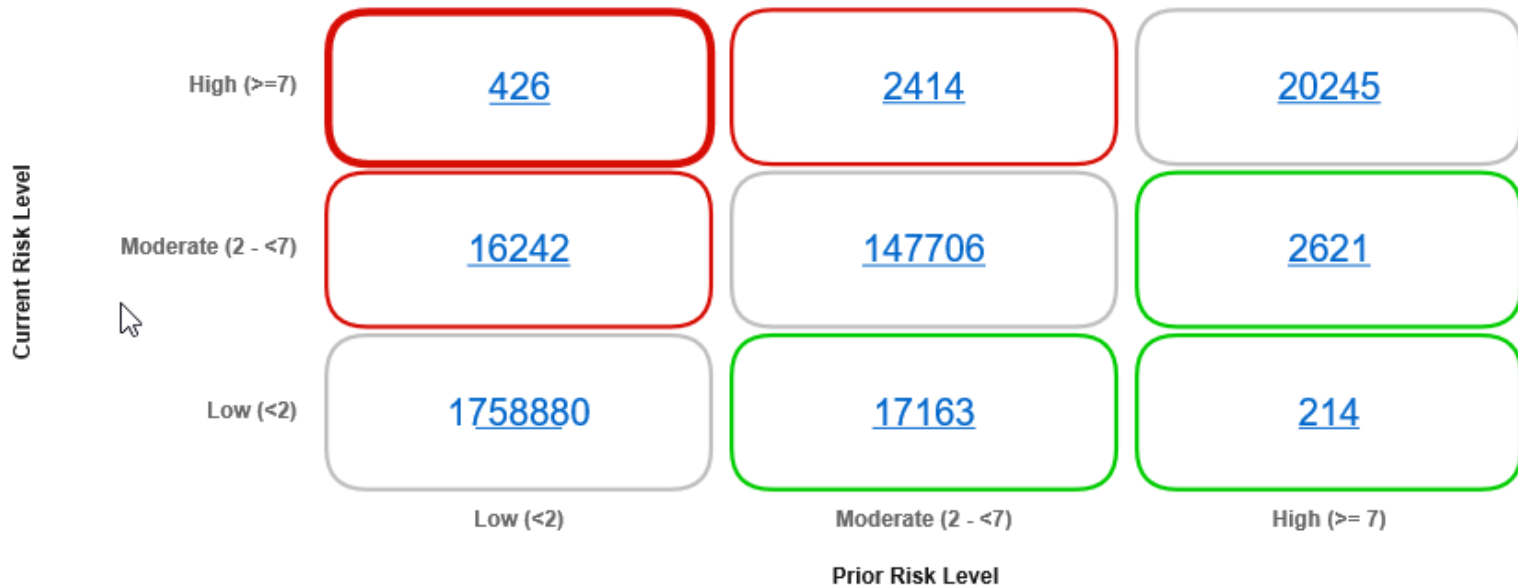 Current Risk Level
High (>=7)
426
2414
20245
Moderate (2 - <7)
16242
147706
2621
Low (<2)
1758880
17163
214
Low (<2)
Moderate (2 - <7)
High (>= 7)
Prior Risk Level